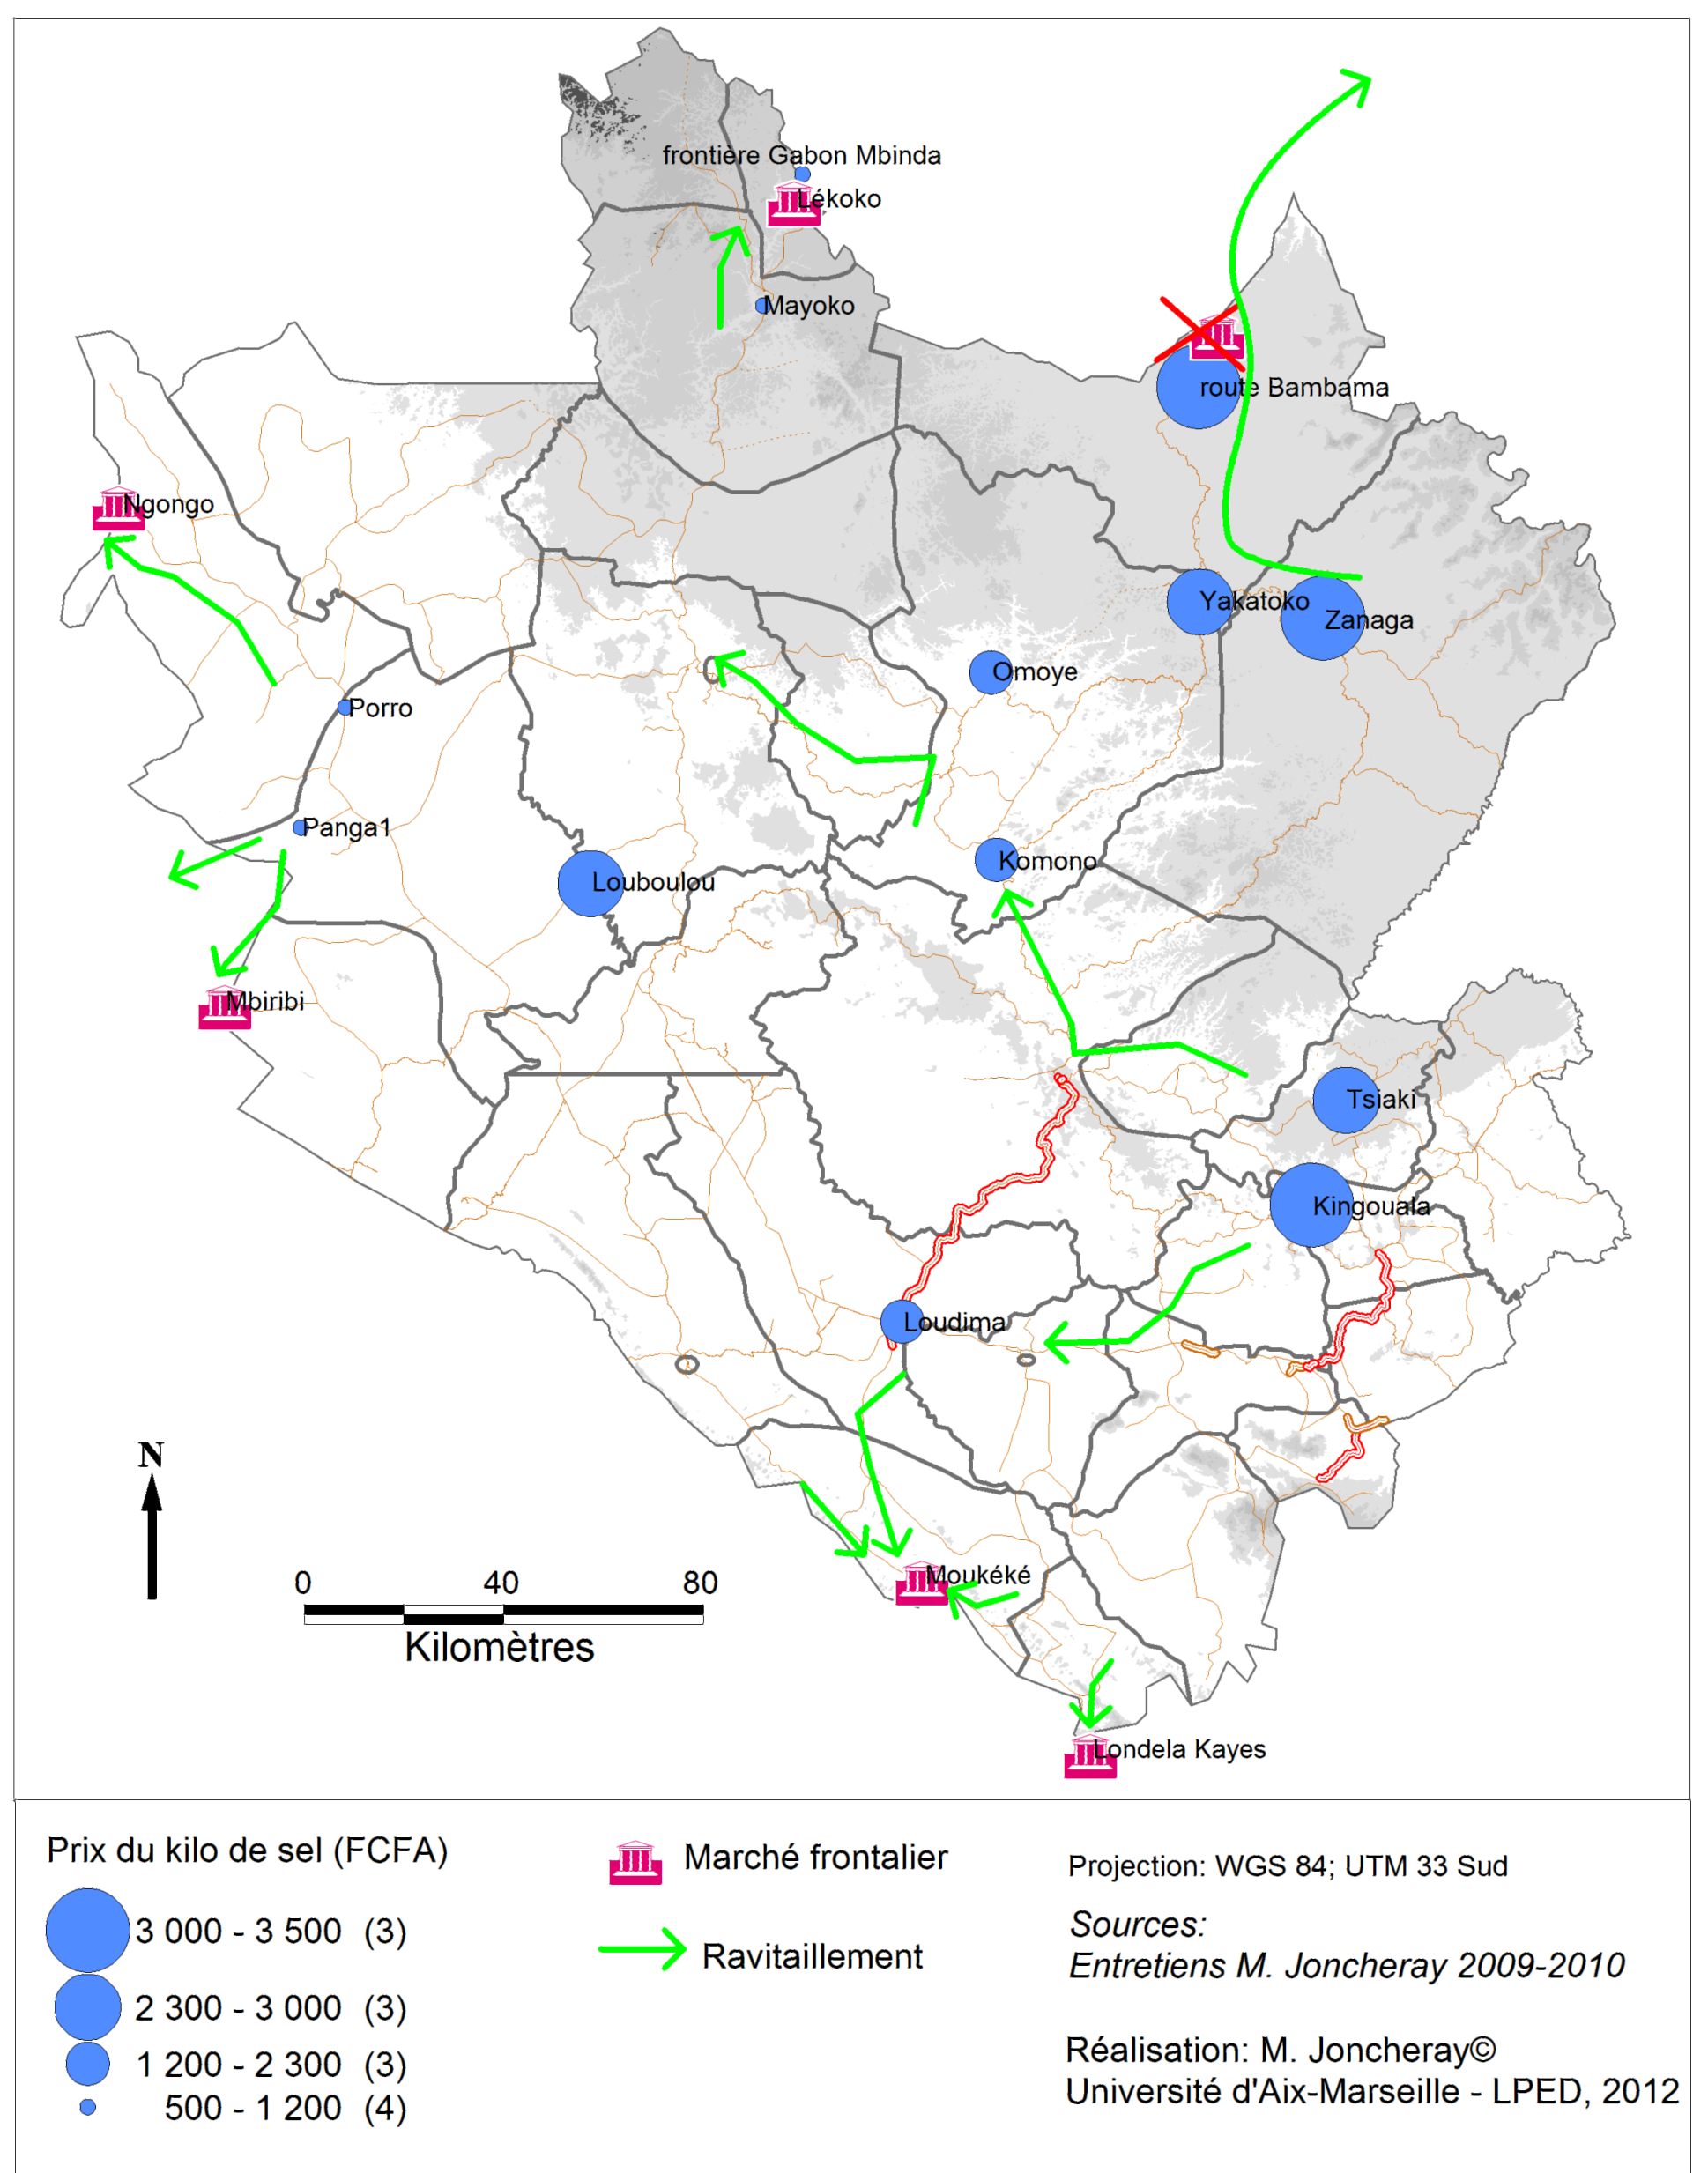 frontière Gabon Mbinda
Lékoko
Mayoko
route Bambama
Ngongo
Yakatoko
Zanaga
Omoye
Porro
Panga1
Komono
Louboulou
Mbiribi
Tsiaki
Kingouala
Loudima
N
Moukéké
0 40 80
Kilomètres
Londela Kayes
Prix du kilo de sel (FCFA)
3 000 - 3 500 (3)
2 300 - 3 000 (3)
1 200 - 2 300 (3)
500 - 1 200 (4)
Marché frontalier
Ravitaillement
Projection: WGS 84; UTM 33 Sud
Sources:
Entretiens M. Joncheray 2009-2010
Réalisation: M. Joncheray©
Université d'Aix-Marseille - LPED, 2012